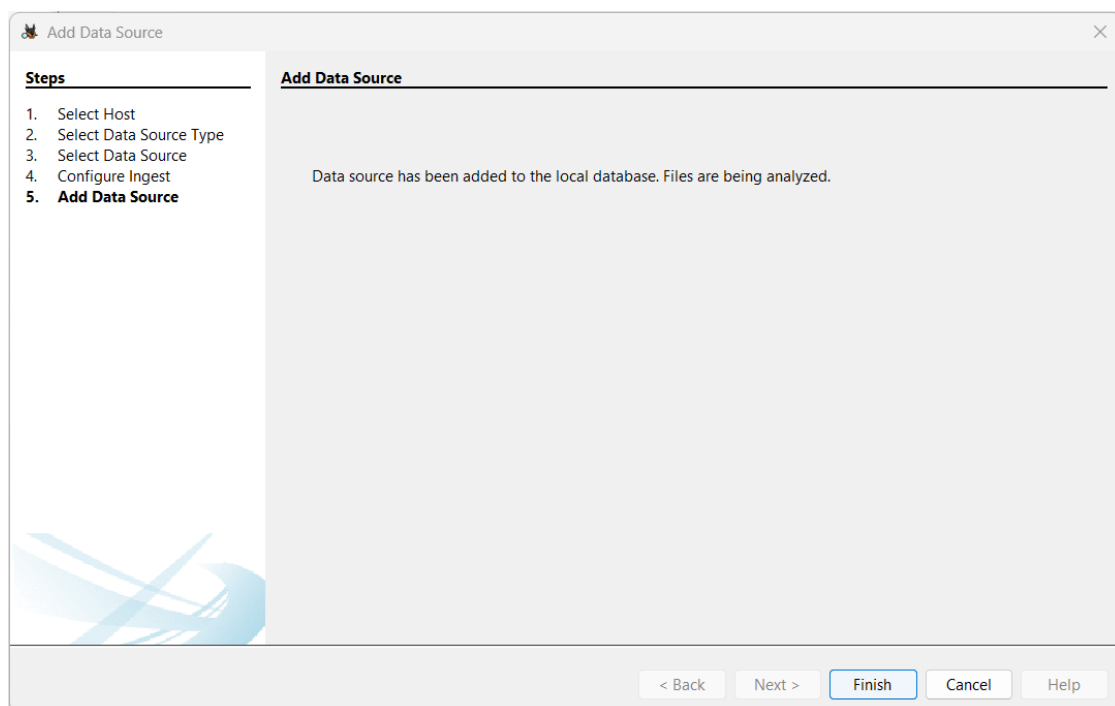 Add Data Source
Steps
1. Select Host
2. Select Data Source Type
3. Select Data Source
4. Configure Ingest
5. Add Data Source
Add Data Source
Data source has been added to the local database. Files are being analyzed.
< Back
Next >
Finish
Cancel
Help